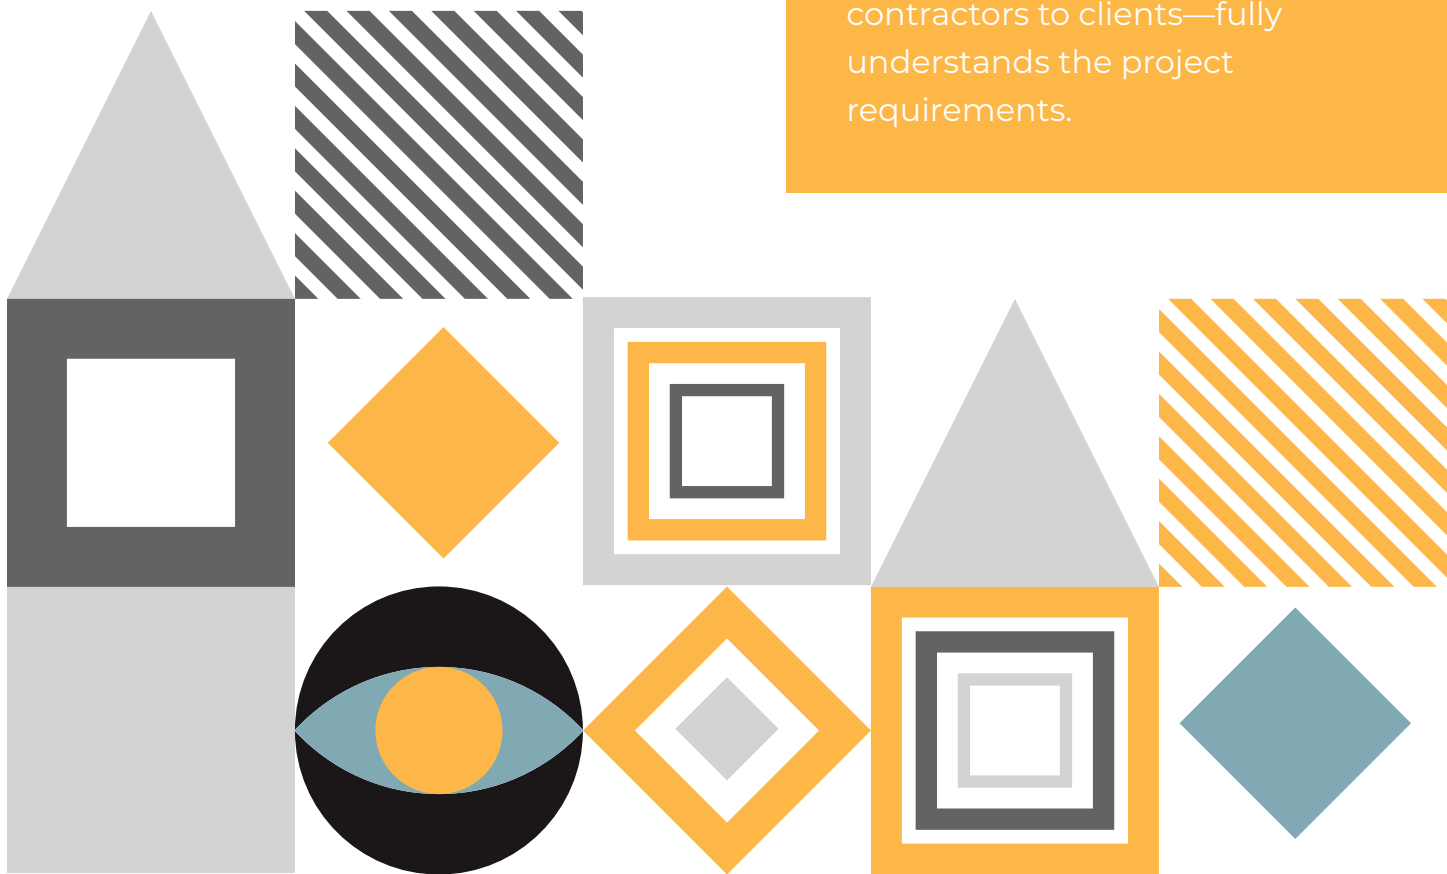 contractors to clients—fully
understands the project
requirements.